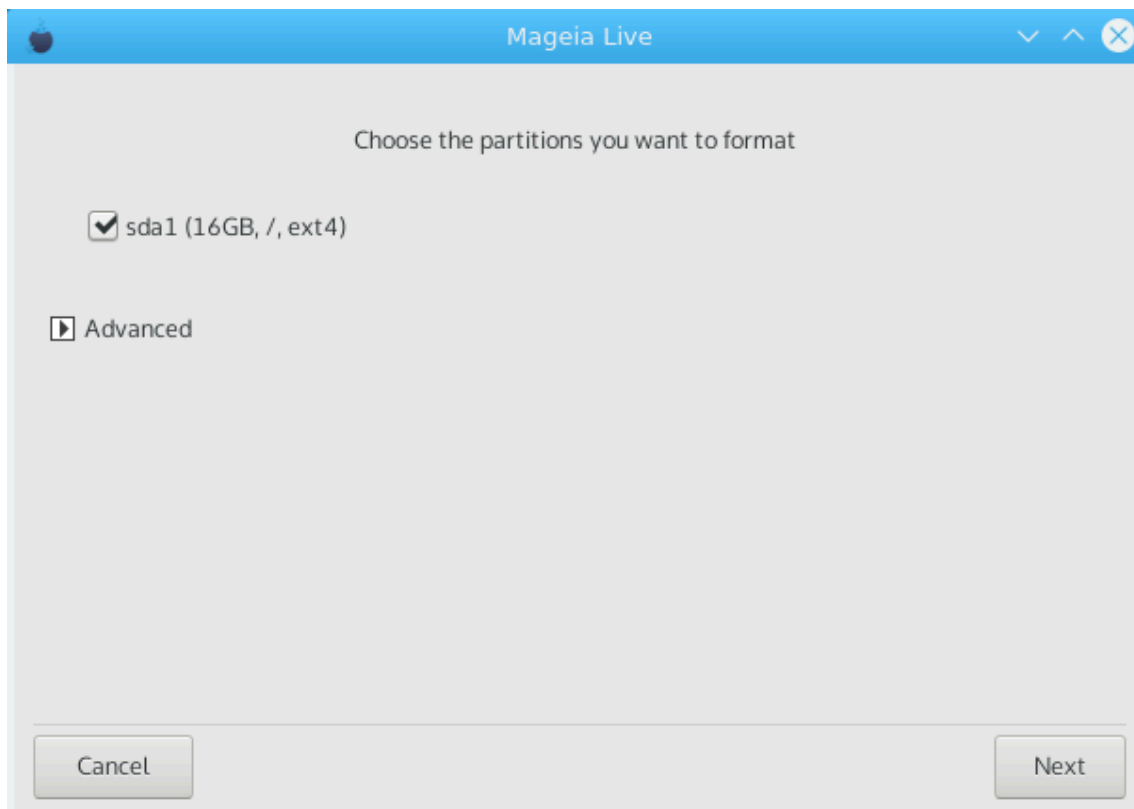 Mageia Live
Choose the partitions you want to format
sda1 (16GB, /, ext4)
Advanced
Cancel
Next